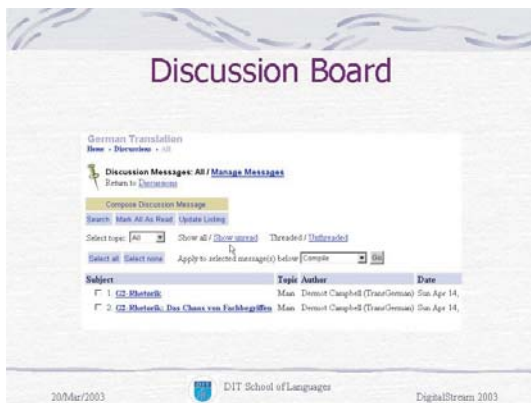 Discussion Board
German Translation
Home › Discussions › All
Discussion Messages: All / Manage Messages
Return to Discussions
Compose Discussion Message
Search Mark All As Read Update Listing
Select topic: All Show all / Show unread Threaded / Unthreaded
Select all Select none Apply to selected message(s) below Compile Go
Subject Topic Author Date
1. G2-Rhetorik Main Dermot Campbell (TransGerman) Sun Apr 14,
2. G2-Rhetorik: Das Chaos von Fachbegriffen Main Dermot Campbell (TransGerman) Sun Apr 14,
20/Mar/2003 DIT School of Languages DigitalStream 2003